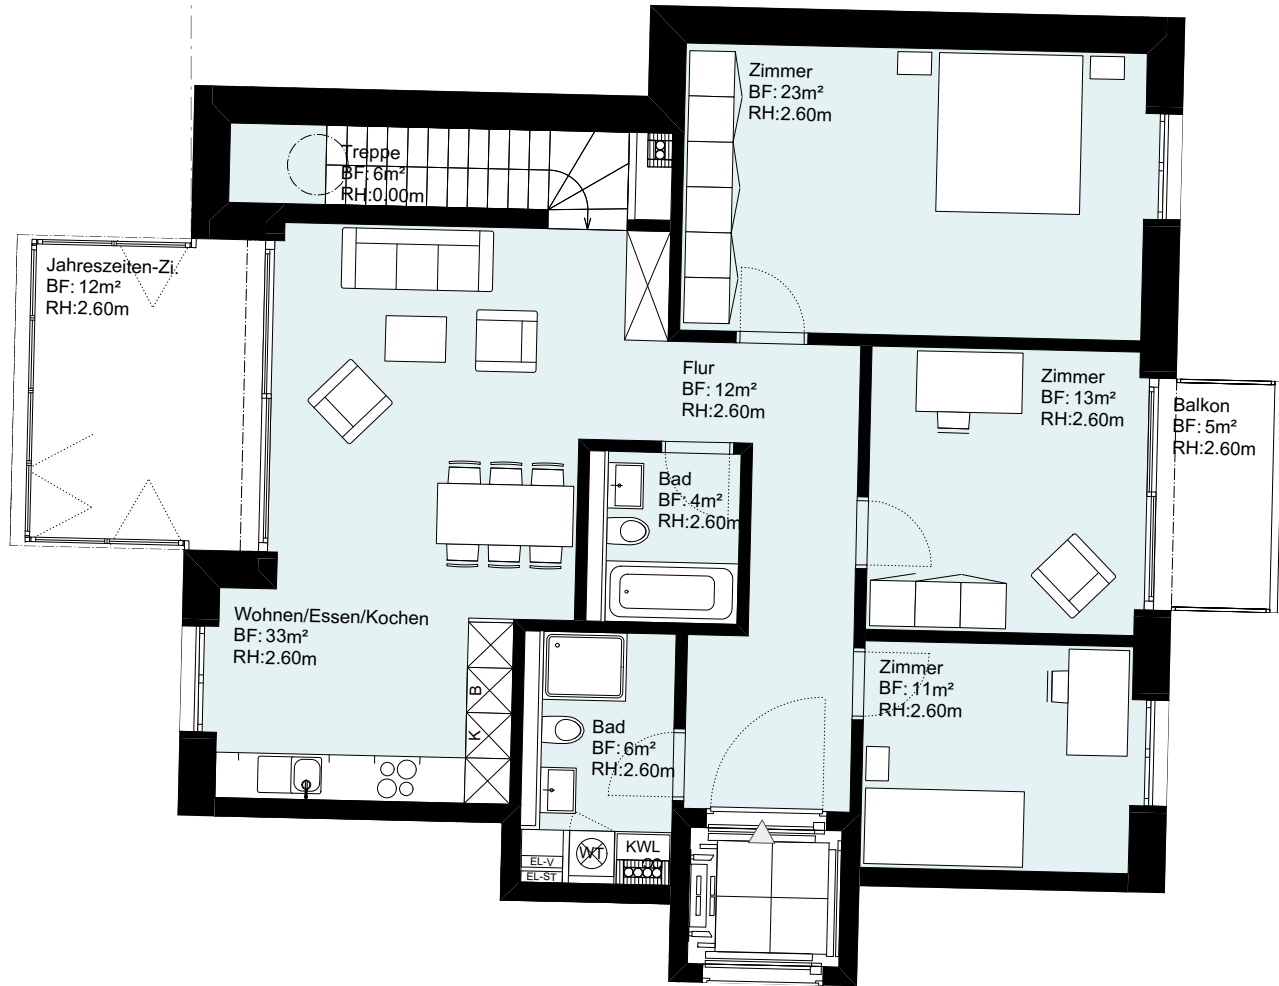 Zimmer
BF: 23m²
RH:2.60m
Treppe
BF: 6m²
RH:0.00m
Jahreszeiten-Zi.
BF: 12m²
RH:2.60m
Flur
BF: 12m²
RH:2.60m
Zimmer
BF: 13m²
RH:2.60m
Balkon
BF: 5m²
RH:2.60m
Bad
BF: 4m²
RH:2.60m
Wohnen/Essen/Kochen
BF: 33m²
RH:2.60m
B
K
Zimmer
BF: 11m²
RH:2.60m
Bad
BF: 6m²
RH:2.60m
EL-V
EL-ST
WT
KWL